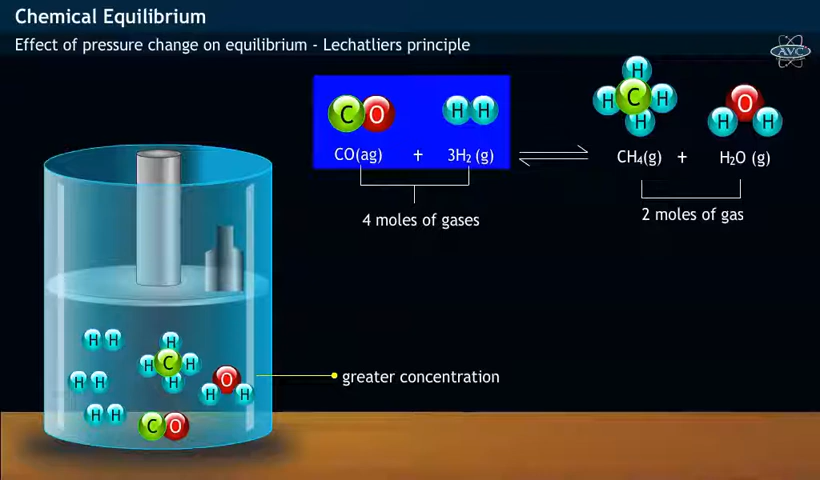 Chemical Equilibrium
Effect of pressure change on equilibrium - Lechatliers principle
AVC
C O H H
H
H C H
H
O
H H
CO(ag) + 3H₂ (g) ⇌ CH₄(g) + H₂O (g)
4 moles of gases
2 moles of gas
H H
H
H C H
H
H H
O
H H
H H
C O
greater concentration